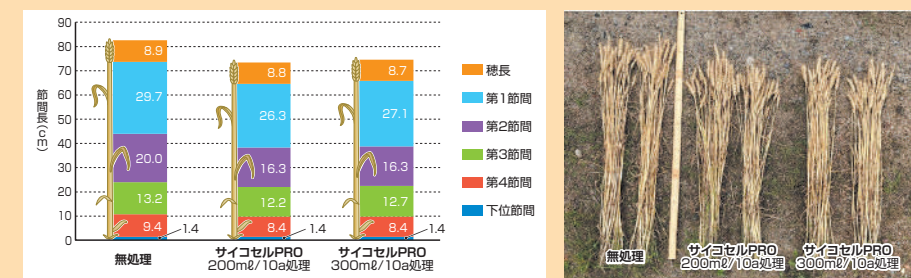 90
80
70
60
50
40
30
20
10
0
節間長(cm)
8.9
29.7
20.0
13.2
9.4
1.4
8.8
26.3
16.3
12.2
8.4
1.4
8.7
27.1
16.3
12.7
8.4
1.4
穂長
第1節間
第2節間
第3節間
第4節間
下位節間
無処理
サイコセルPRO
200mℓ/10a処理
サイコセルPRO
300mℓ/10a処理
無処理
サイコセルPRO
200mℓ/10a処理
サイコセルPRO
300mℓ/10a処理